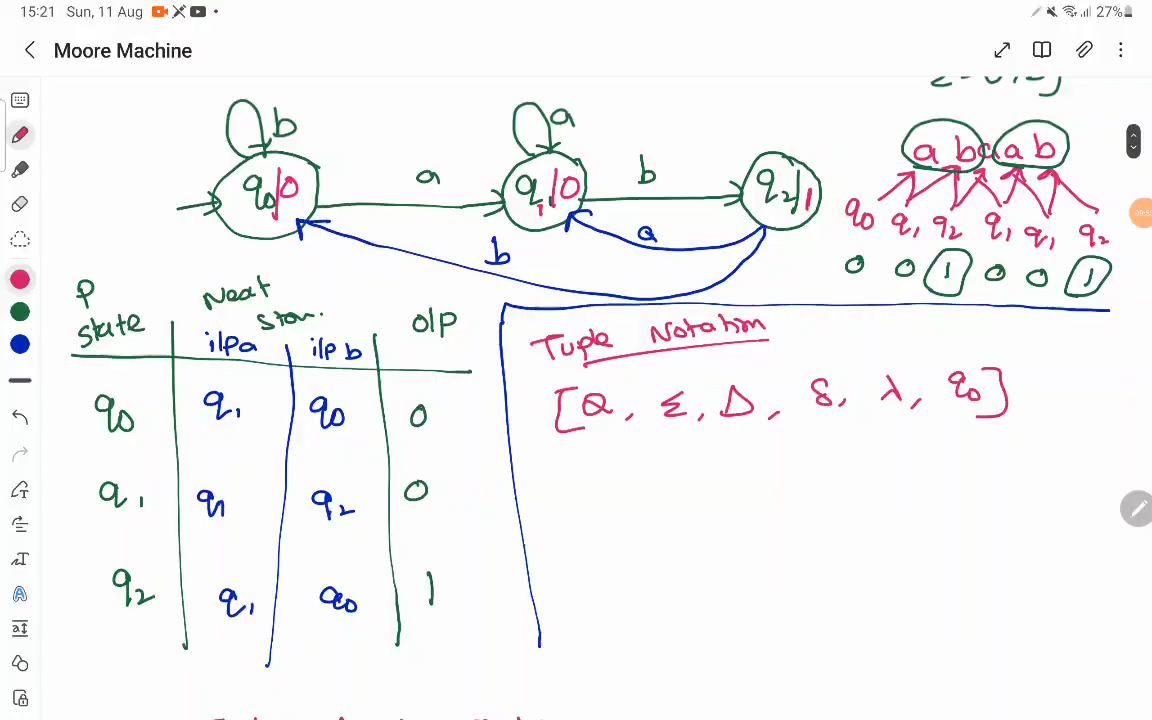 15:21 Sun, 11 Aug
27%
Moore Machine
b
a
a
b
q0/0
q1/0
q2/1
a
b
a b a a b
q0 q1 q2 q1 q1 q2
0 0 1 0 0 1
P
state
Next
i/p a
i/p b
O/P
q0 q1 q0 0
q1 q1 q2 0
q2 q1 q0 1
Tuple Notation
[Q, Σ, Δ, δ, λ, q0]